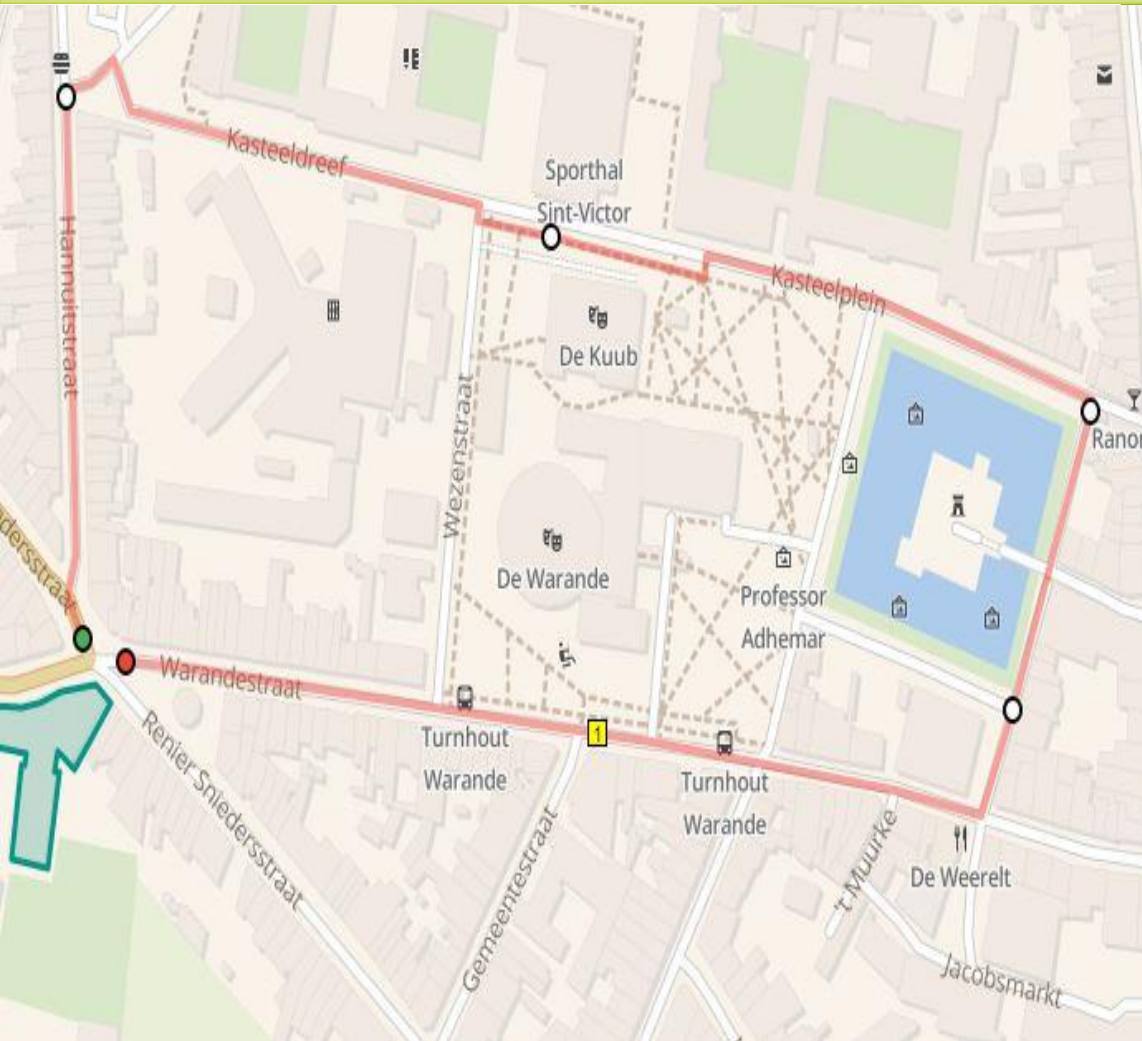 Kasteeldreef
Sporthal
Sint-Victor
Hannuitstraat
Kasteelplein
De Kuub
Wezenstraat
De Warande
Professor
Adhemar
Warandestraat
Turnhout
Warande
1
Turnhout
Warande
Renier Sniedersstraat
Gemeentestraat
't Muurke
De Weerelt
Jacobsmarkt